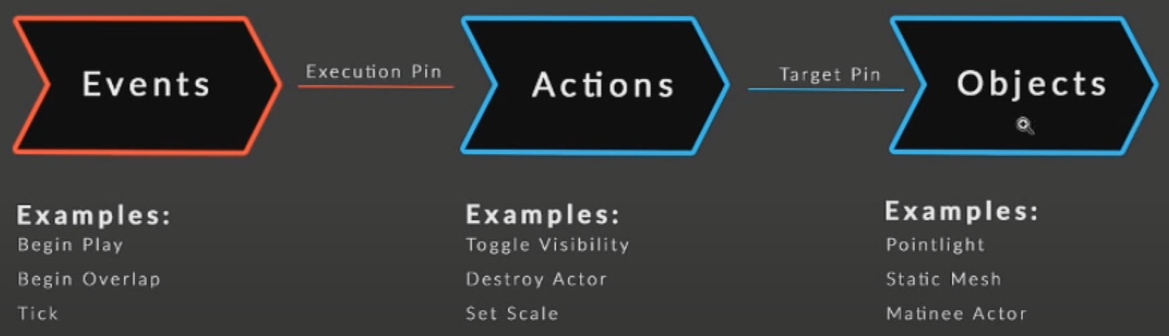 Events
Execution Pin
Actions
Target Pin
Objects
Examples:
Begin Play
Begin Overlap
Tick
Examples:
Toggle Visibility
Destroy Actor
Set Scale
Examples:
Pointlight
Static Mesh
Matinee Actor